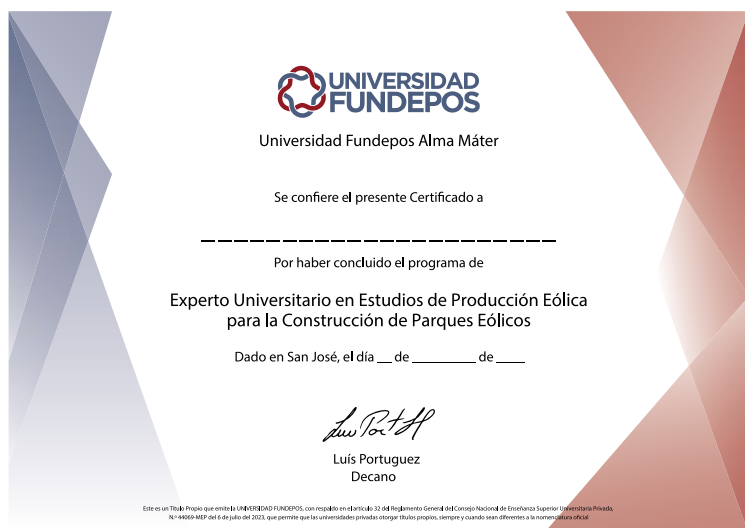 UNIVERSIDAD
FUNDEPOS
Universidad Fundepos Alma Máter
Se confiere el presente Certificado a
Por haber concluido el programa de
Experto Universitario en Estudios de Producción Eólica
para la Construcción de Parques Eólicos
Dado en San José, el día __ de ________ de ____
Luís Portuguez
Decano
Este es un Título Propio que emite la UNIVERSIDAD FUNDEPOS, con respaldo en el artículo 32 del Reglamento General del Consejo Nacional de Enseñanza Superior Universitaria Privada,
N.º 44069-MEP del 6 de julio del 2023, que permite que las universidades privadas otorgar títulos propios, siempre y cuando sean diferentes a la nomenclatura oficial